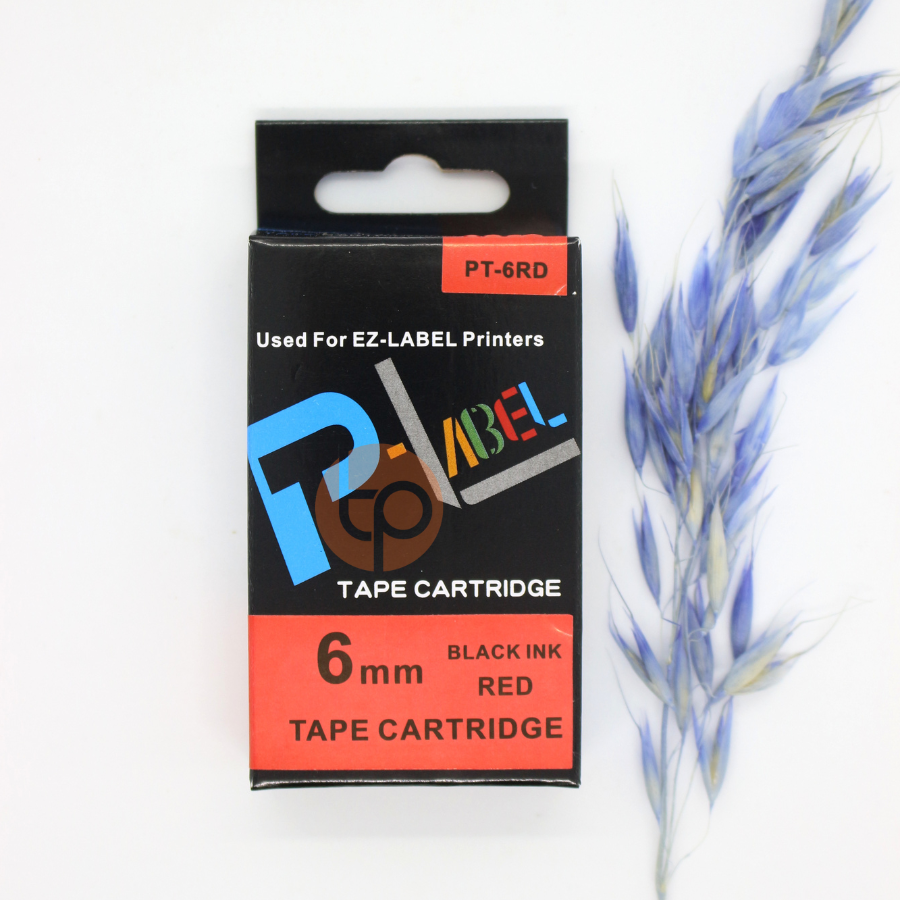 PT-6RD
Used For EZ-LABEL Printers
P-LABEL
tp
TAPE CARTRIDGE
6mm
BLACK INK
RED
TAPE CARTRIDGE